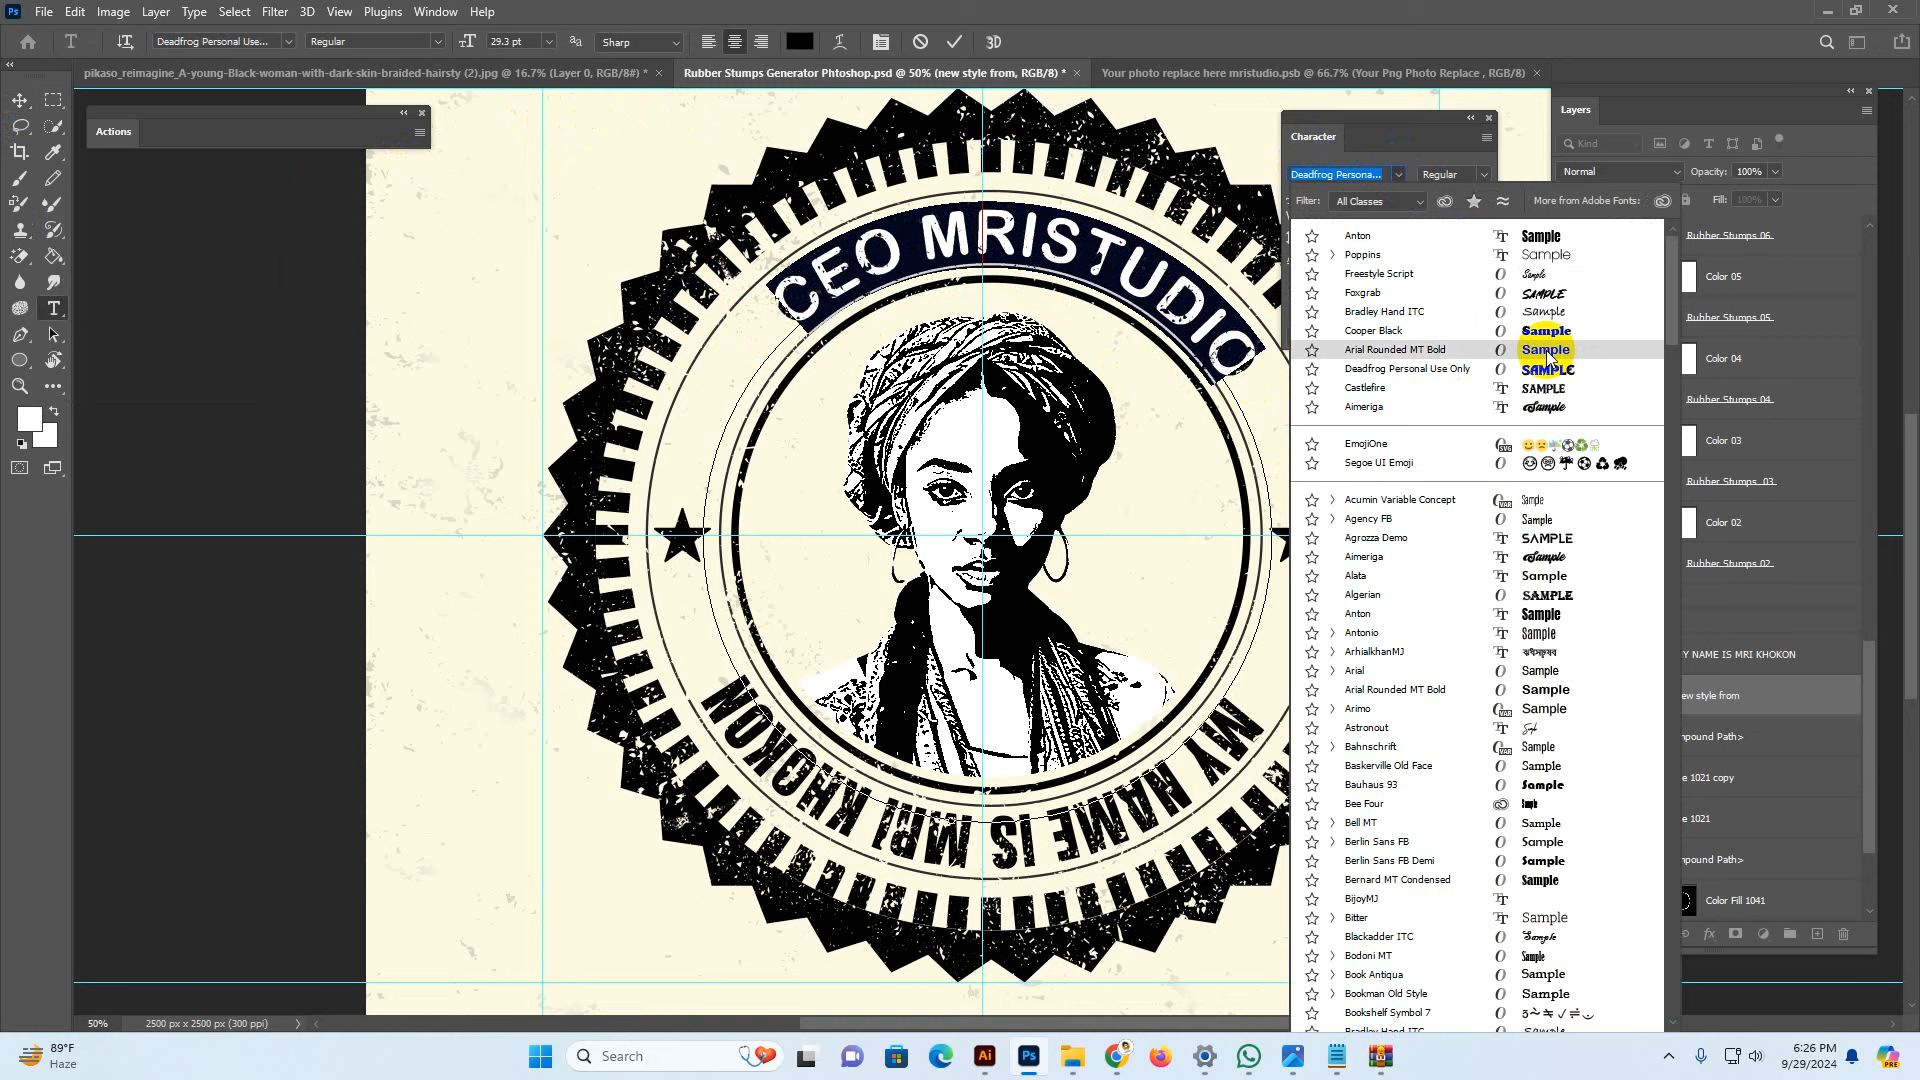 Ps File Edit Image Layer Type Select Filter 3D View Plugins Window Help
Deadfrog Personal Use... Regular 29.3 pt Sharp 3D
pikaso_reimagine_A-young-Black-woman-with-dark-skin-braided-hairsty (2).jpg @ 16.7% (Layer 0, RGB/8#) *
Rubber Stumps Generator Phtoshop.psd @ 50% (new style from, RGB/8) *
Your photo replace here mristudio.psb @ 66.7% (Your Png Photo Replace , RGB/8)
Actions
CEO MRISTUDIO
MY NAME IS MRI KHOKON
Character
Deadfrog Persona... Regular
Filter: All Classes More from Adobe Fonts:
Anton Sample
Poppins Sample
Freestyle Script Sample
Foxgrab SAMPLE
Bradley Hand ITC Sample
Cooper Black Sample
Arial Rounded MT Bold Sample
Deadfrog Personal Use Only SAMPLE
Castlefire SAMPLE
Aimeriga Sample
EmojiOne
Segoe UI Emoji
Acumin Variable Concept Sample
Agency FB Sample
Agrozza Demo SAMPLE
Aimeriga Sample
Alata Sample
Algerian SAMPLE
Anton Sample
Antonio Sample
ArhialkhanMJ
Arial Sample
Arial Rounded MT Bold Sample
Arimo Sample
Astronout
Bahnschrift Sample
Baskerville Old Face Sample
Bauhaus 93 Sample
Bee Four Sample
Bell MT Sample
Berlin Sans FB Sample
Berlin Sans FB Demi Sample
Bernard MT Condensed Sample
BijoyMJ
Bitter Sample
Blackadder ITC Sample
Bodoni MT Sample
Book Antiqua Sample
Bookman Old Style Sample
Bookshelf Symbol 7
Bradley Hand ITC Sample
Layers
Kind
Normal Opacity: 100%
Fill: 100%
Rubber Stumps 06
Color 05
Rubber Stumps 05
Color 04
Rubber Stumps 04
Color 03
Rubber Stumps 03
Color 02
Rubber Stumps 02
Y NAME IS MRI KHOKON
ew style from
npound Path>
e 1021 copy
e 1021
npound Path>
Color Fill 1041
50% 2500 px x 2500 px (300 ppi)
89°F
Haze
Search
Ai Ps
6:26 PM
9/29/2024
PRE